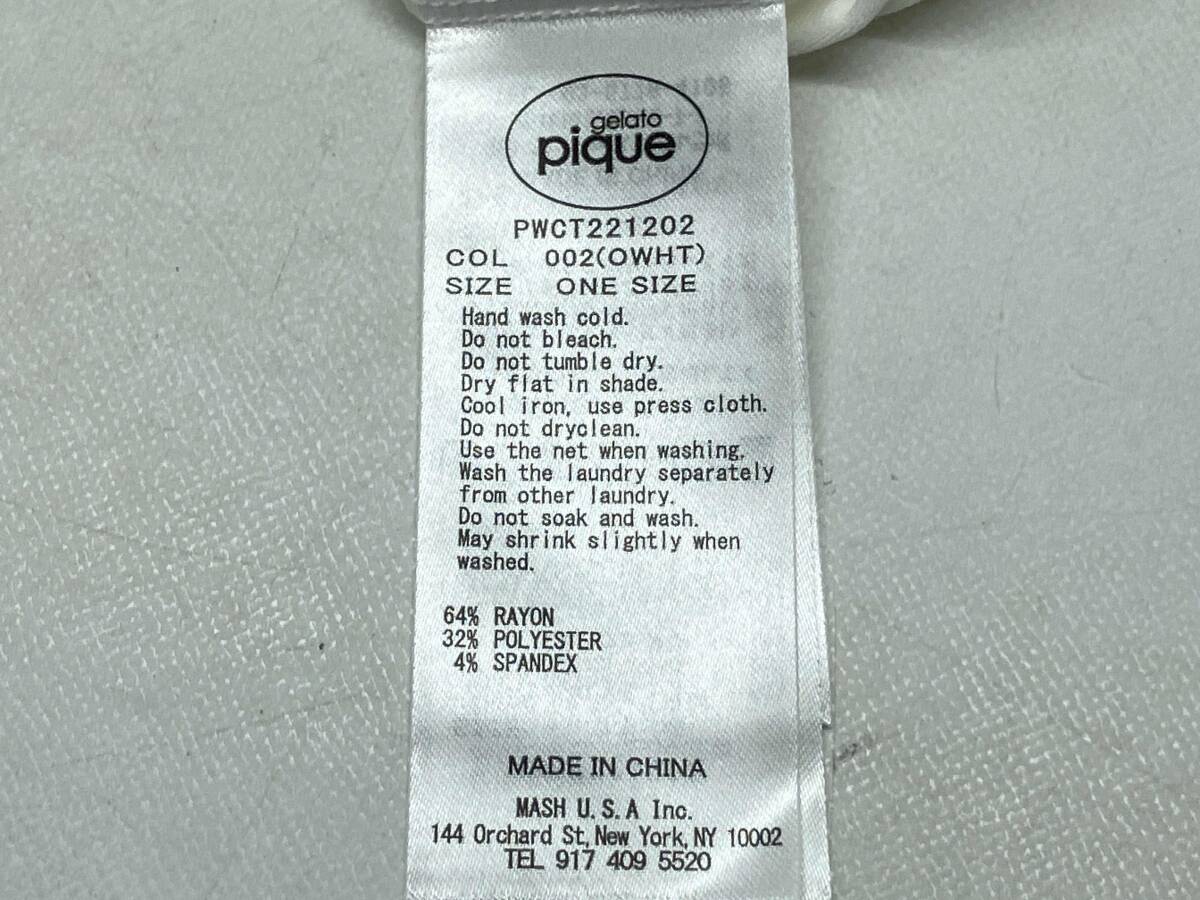 gelato
pique
PWCT221202
COL 002(OWHT)
SIZE ONE SIZE
Hand wash cold.
Do not bleach.
Do not tumble dry.
Dry flat in shade.
Cool iron, use press cloth.
Do not dryclean.
Use the net when washing.
Wash the laundry separately
from other laundry.
Do not soak and wash.
May shrink slightly when
washed.
64% RAYON
32% POLYESTER
4% SPANDEX
MADE IN CHINA
MASH U.S.A Inc.
144 Orchard St, New York, NY 10002
TEL 917 409 5520